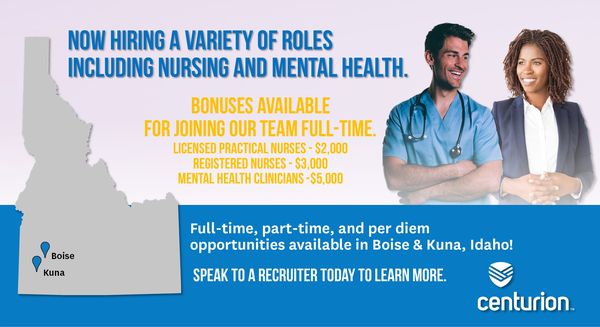 NOW HIRING A VARIETY OF ROLES
INCLUDING NURSING AND MENTAL HEALTH.
BONUSES AVAILABLE
FOR JOINING OUR TEAM FULL-TIME.
LICENSED PRACTICAL NURSES - $2,000
REGISTERED NURSES - $3,000
MENTAL HEALTH CLINICIANS -$5,000
Boise
Kuna
Full-time, part-time, and per diem
opportunities available in Boise & Kuna, Idaho!
SPEAK TO A RECRUITER TODAY TO LEARN MORE.
centurion